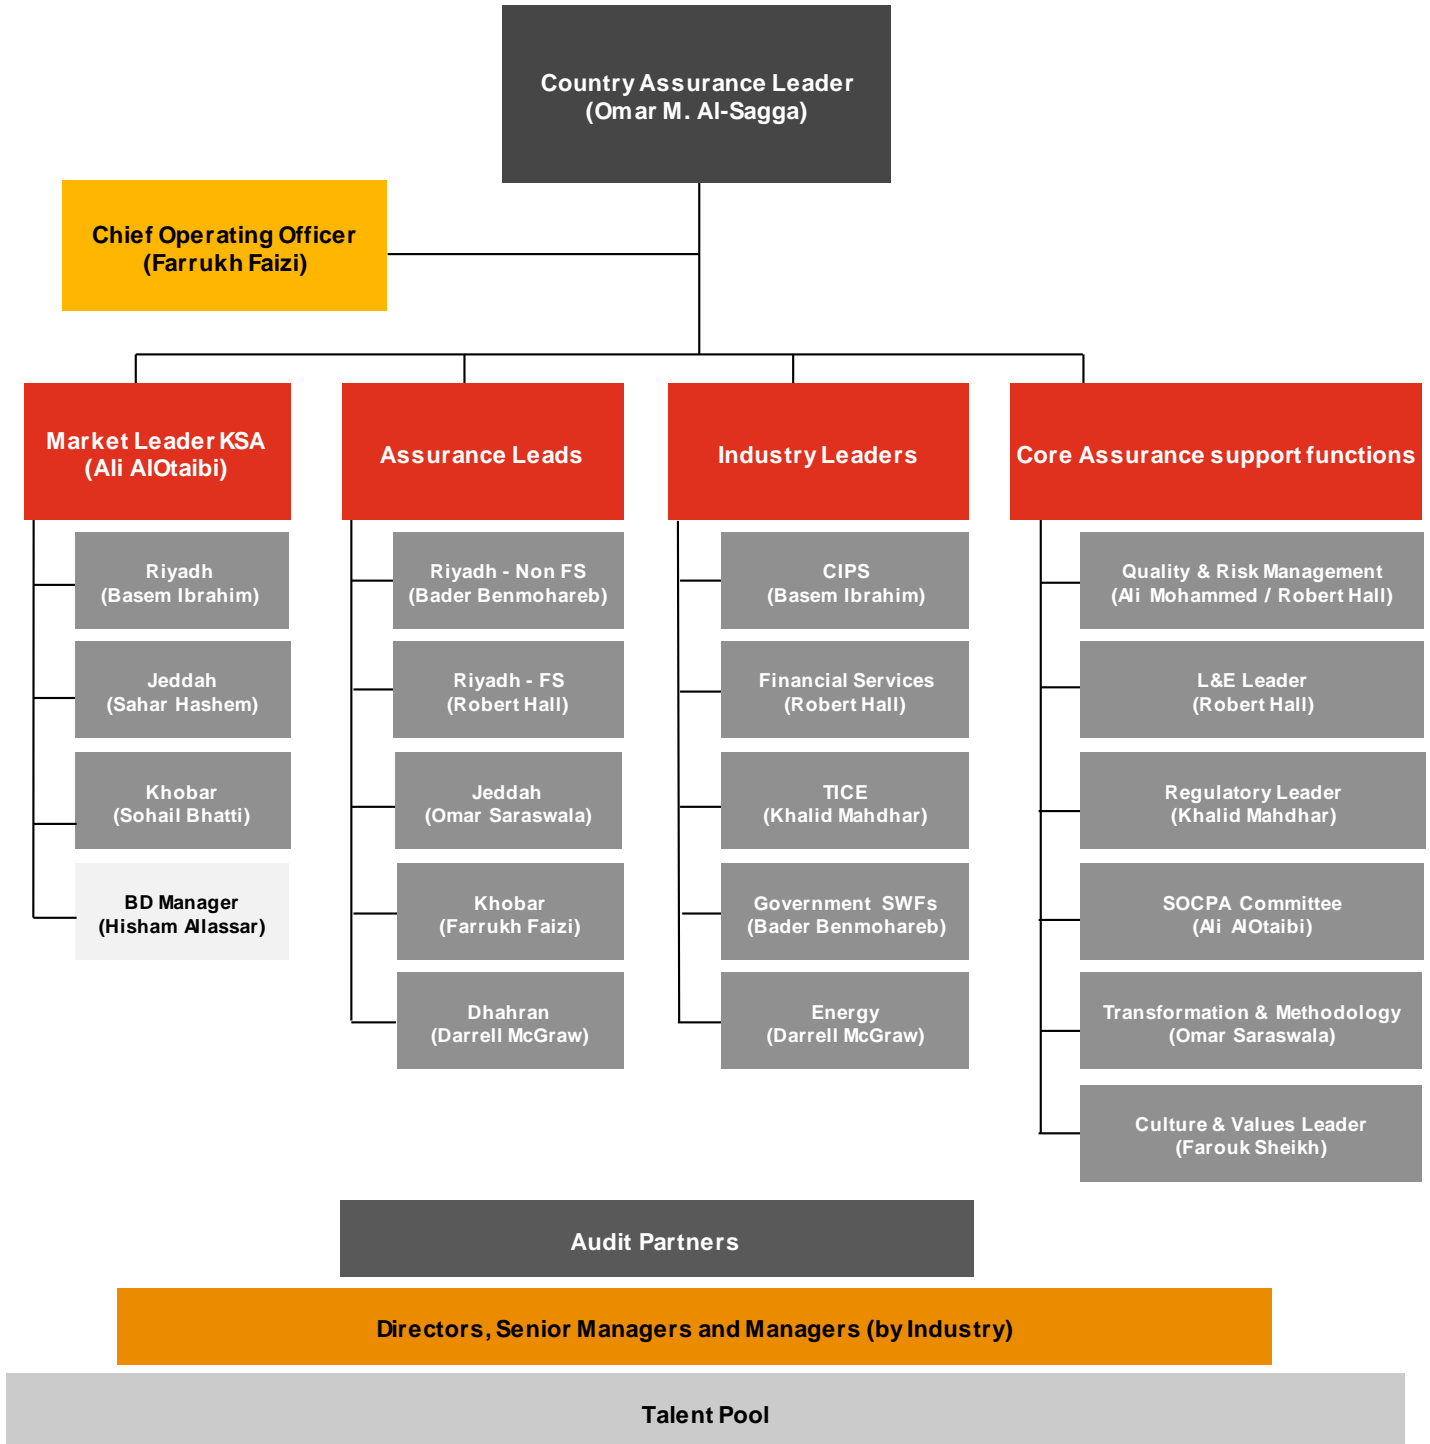 Country Assurance Leader
(Omar M. Al-Sagga)
Chief Operating Officer
(Farrukh Faizi)
Market Leader KSA
(Ali AlOtaibi)
Riyadh
(Basem Ibrahim)
Jeddah
(Sahar Hashem)
Khobar
(Sohail Bhatti)
BD Manager
(Hisham Allassar)
Assurance Leads
Riyadh - Non FS
(Bader Benmohareb)
Riyadh - FS
(Robert Hall)
Jeddah
(Omar Saraswala)
Khobar
(Farrukh Faizi)
Dhahran
(Darrell McGraw)
Industry Leaders
CIPS
(Basem Ibrahim)
Financial Services
(Robert Hall)
TICE
(Khalid Mahdhar)
Government SWFs
(Bader Benmohareb)
Energy
(Darrell McGraw)
Core Assurance support functions
Quality & Risk Management
(Ali Mohammed / Robert Hall)
L&E Leader
(Robert Hall)
Regulatory Leader
(Khalid Mahdhar)
SOCPA Committee
(Ali AlOtaibi)
Transformation & Methodology
(Omar Saraswala)
Culture & Values Leader
(Farouk Sheikh)
Audit Partners
Directors, Senior Managers and Managers (by Industry)
Talent Pool